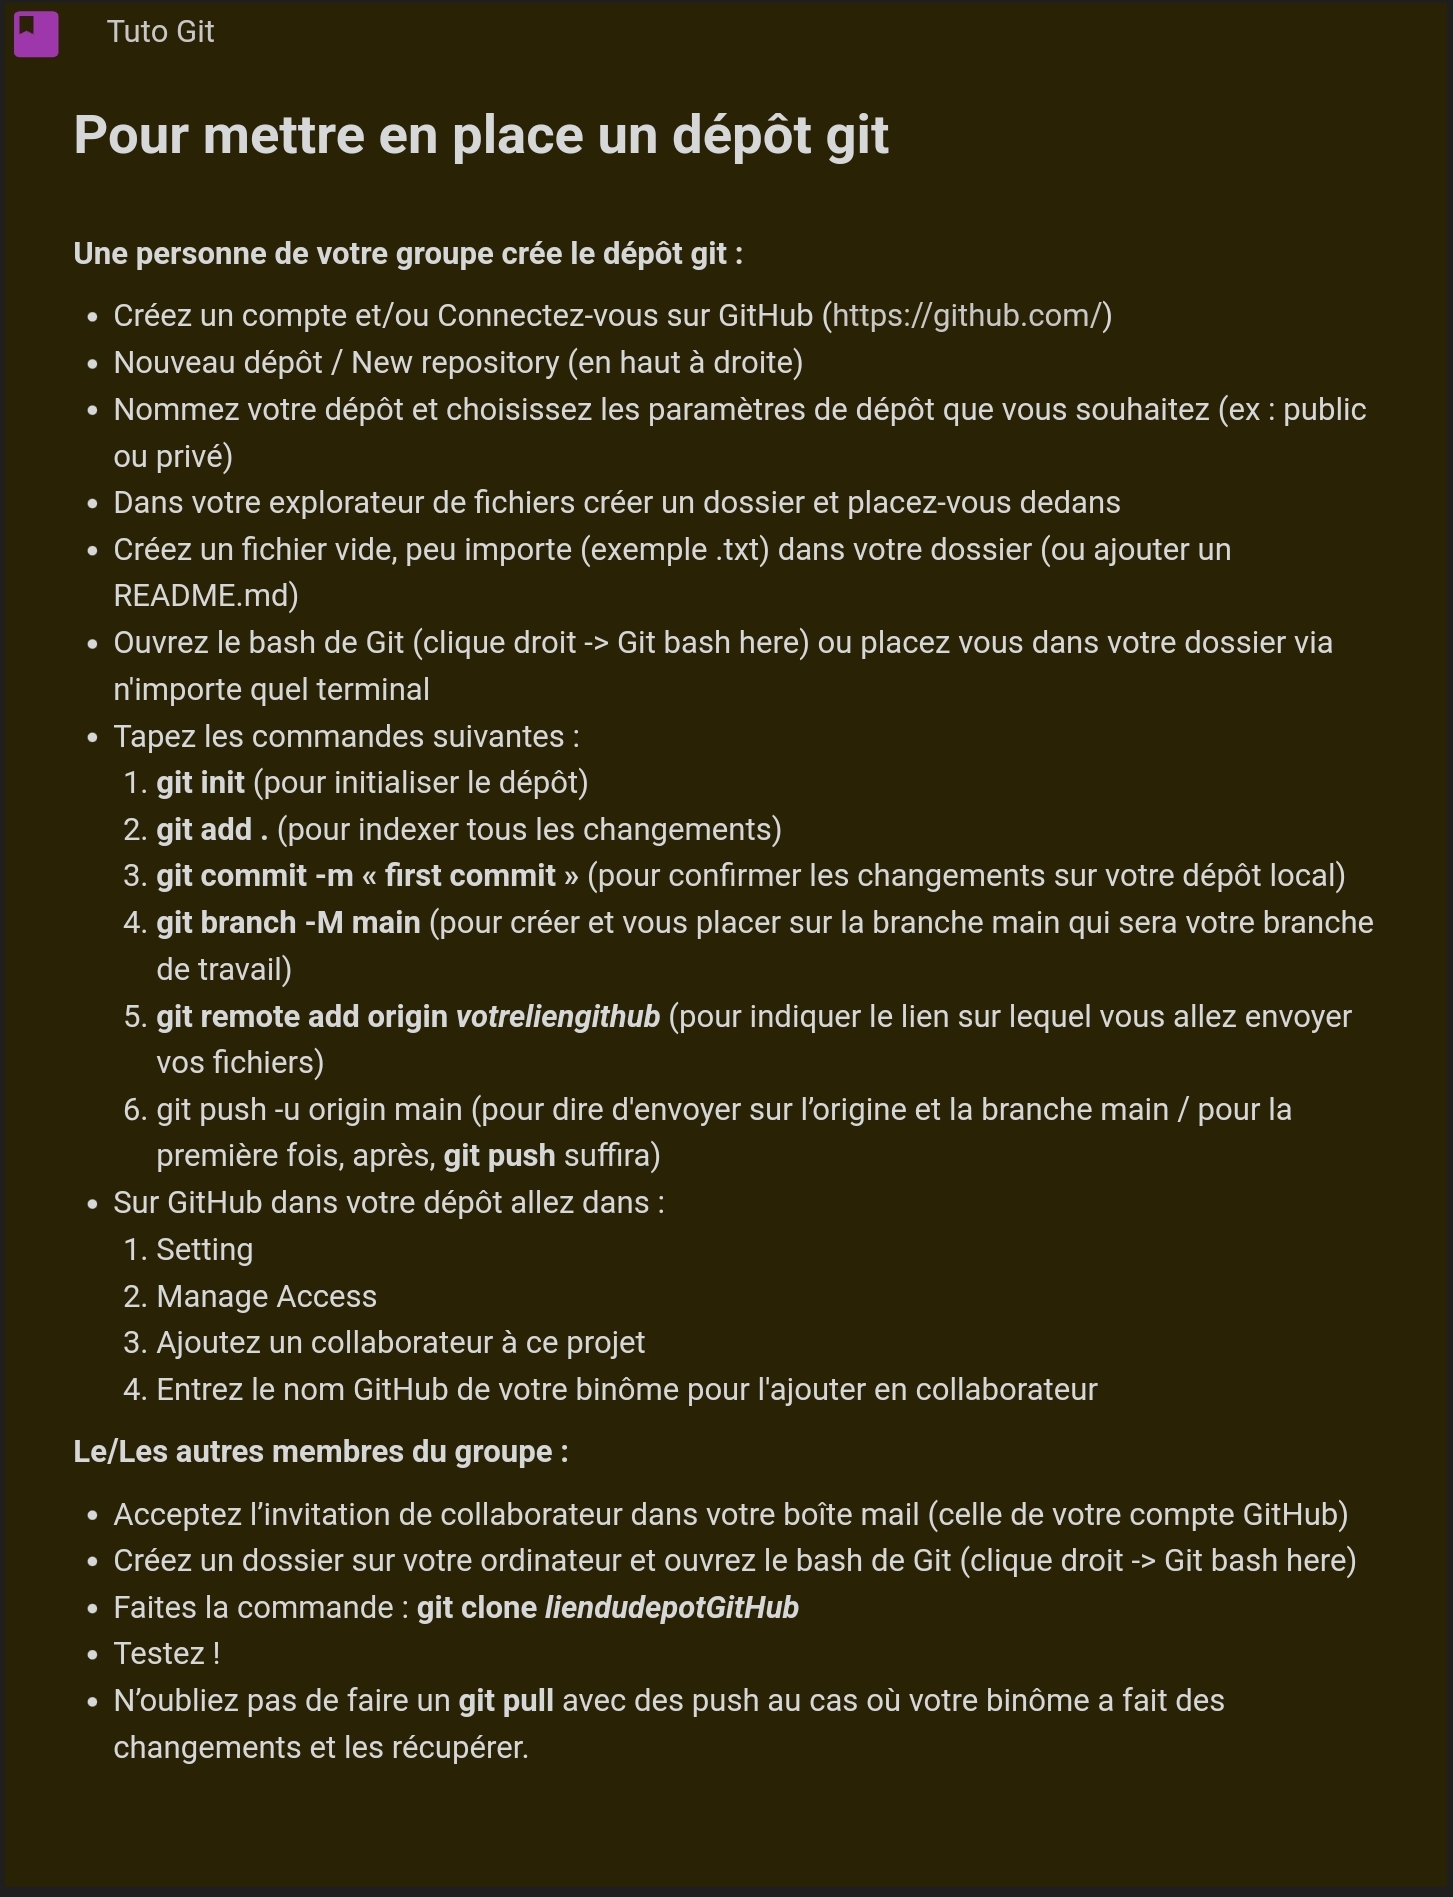 Tuto Git
Pour mettre en place un dépôt git
Une personne de votre groupe crée le dépôt git :
• Créez un compte et/ou Connectez-vous sur GitHub (https://github.com/)
• Nouveau dépôt / New repository (en haut à droite)
• Nommez votre dépôt et choisissez les paramètres de dépôt que vous souhaitez (ex : public
ou privé)
• Dans votre explorateur de fichiers créer un dossier et placez-vous dedans
• Créez un fichier vide, peu importe (exemple .txt) dans votre dossier (ou ajouter un
README.md)
• Ouvrez le bash de Git (clique droit -> Git bash here) ou placez vous dans votre dossier via
n'importe quel terminal
• Tapez les commandes suivantes :
1. git init (pour initialiser le dépôt)
2. git add . (pour indexer tous les changements)
3. git commit -m « first commit » (pour confirmer les changements sur votre dépôt local)
4. git branch -M main (pour créer et vous placer sur la branche main qui sera votre branche
de travail)
5. git remote add origin votreliengithub (pour indiquer le lien sur lequel vous allez envoyer
vos fichiers)
6. git push -u origin main (pour dire d'envoyer sur l’origine et la branche main / pour la
première fois, après, git push suffira)
• Sur GitHub dans votre dépôt allez dans :
1. Setting
2. Manage Access
3. Ajoutez un collaborateur à ce projet
4. Entrez le nom GitHub de votre binôme pour l'ajouter en collaborateur
Le/Les autres membres du groupe :
• Acceptez l’invitation de collaborateur dans votre boîte mail (celle de votre compte GitHub)
• Créez un dossier sur votre ordinateur et ouvrez le bash de Git (clique droit -> Git bash here)
• Faites la commande : git clone liendudepotGitHub
• Testez !
• N’oubliez pas de faire un git pull avec des push au cas où votre binôme a fait des
changements et les récupérer.